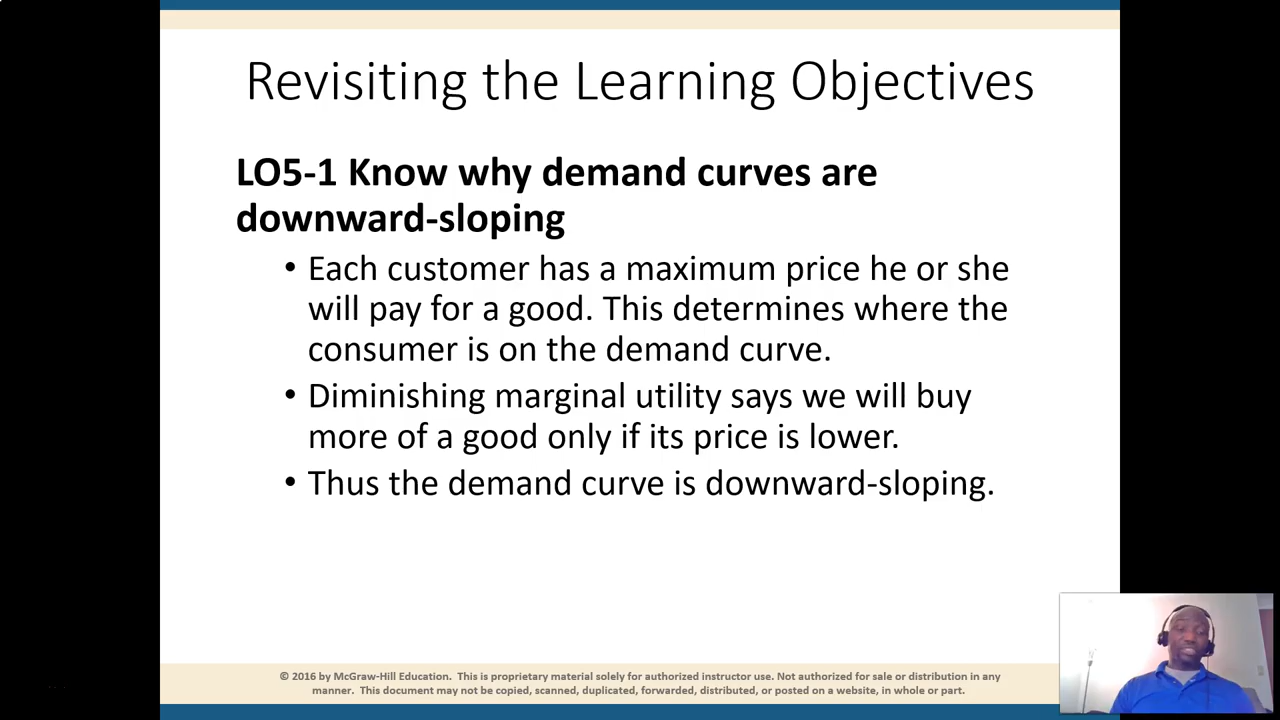 Revisiting the Learning Objectives
LO5-1 Know why demand curves are
downward-sloping
• Each customer has a maximum price he or she
will pay for a good. This determines where the
consumer is on the demand curve.
• Diminishing marginal utility says we will buy
more of a good only if its price is lower.
• Thus the demand curve is downward-sloping.
© 2016 by McGraw-Hill Education. This is proprietary material solely for authorized instructor use. Not authorized for sale or distribution in any
manner. This document may not be copied, scanned, duplicated, forwarded, distributed, or posted on a website, in whole or part.